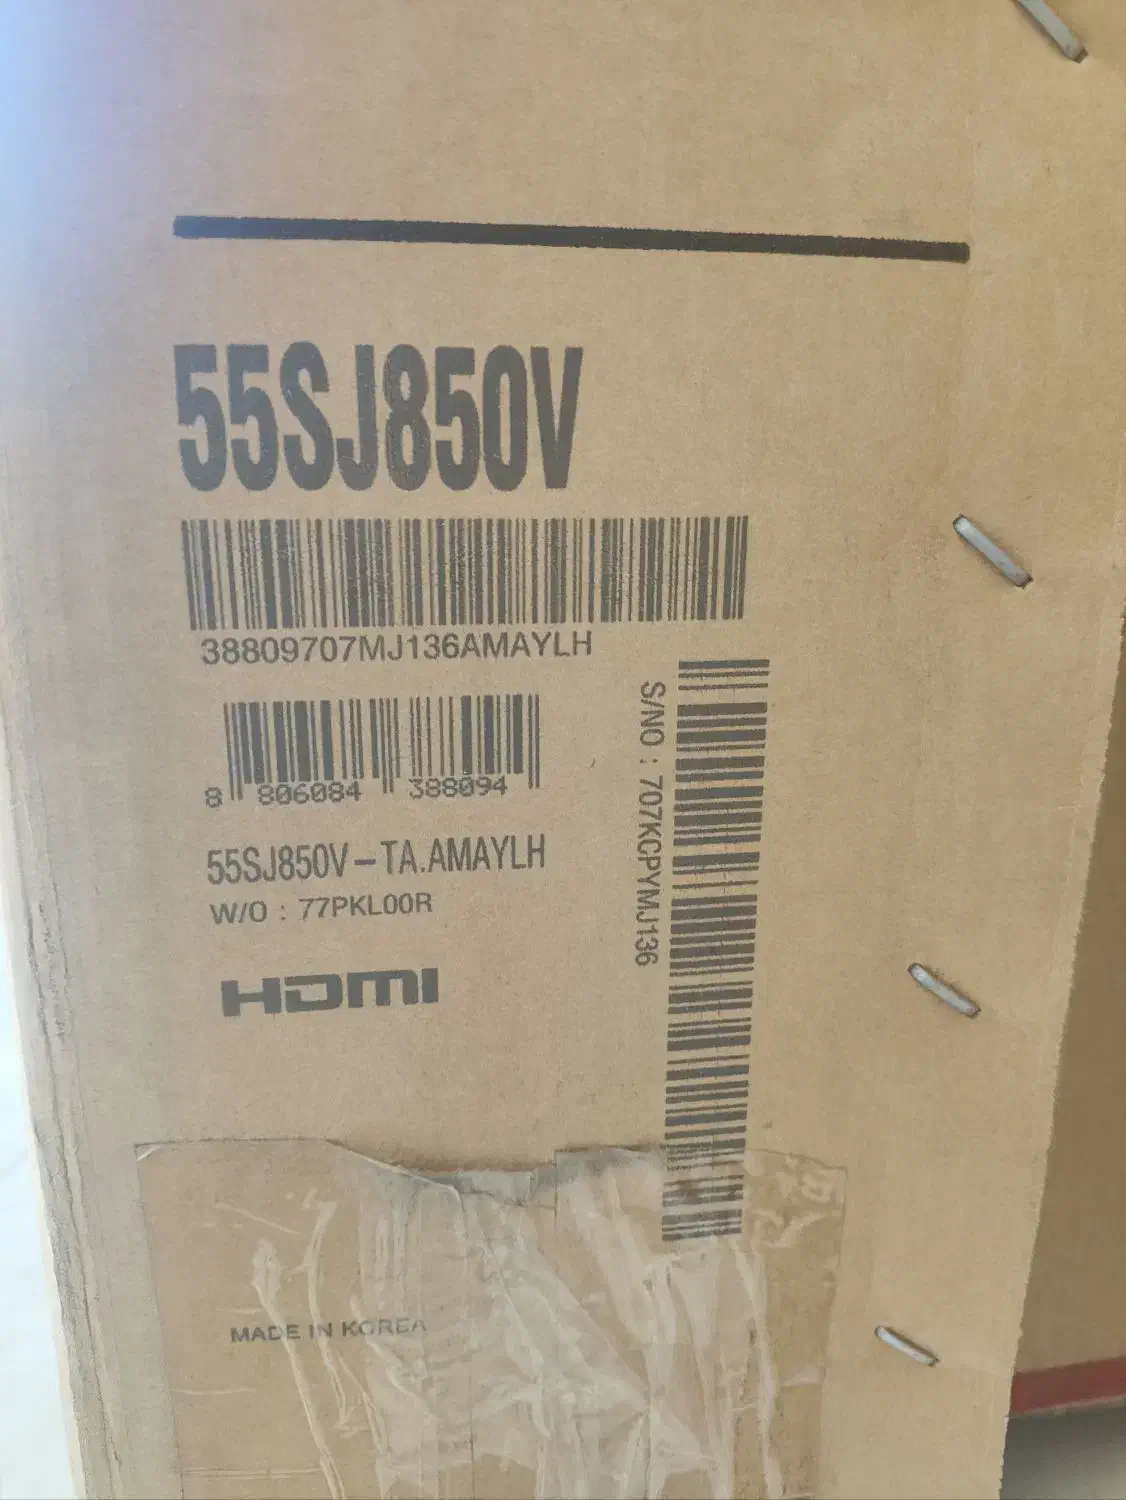 55SJ850V
38809707MJ136AMAYLH
8 806084 388094
S/NO : 707KCPYMJ136
55SJ850V-TA.AMAYLH
W/O : 77PKL00R
HDMI
MADE IN KOREA